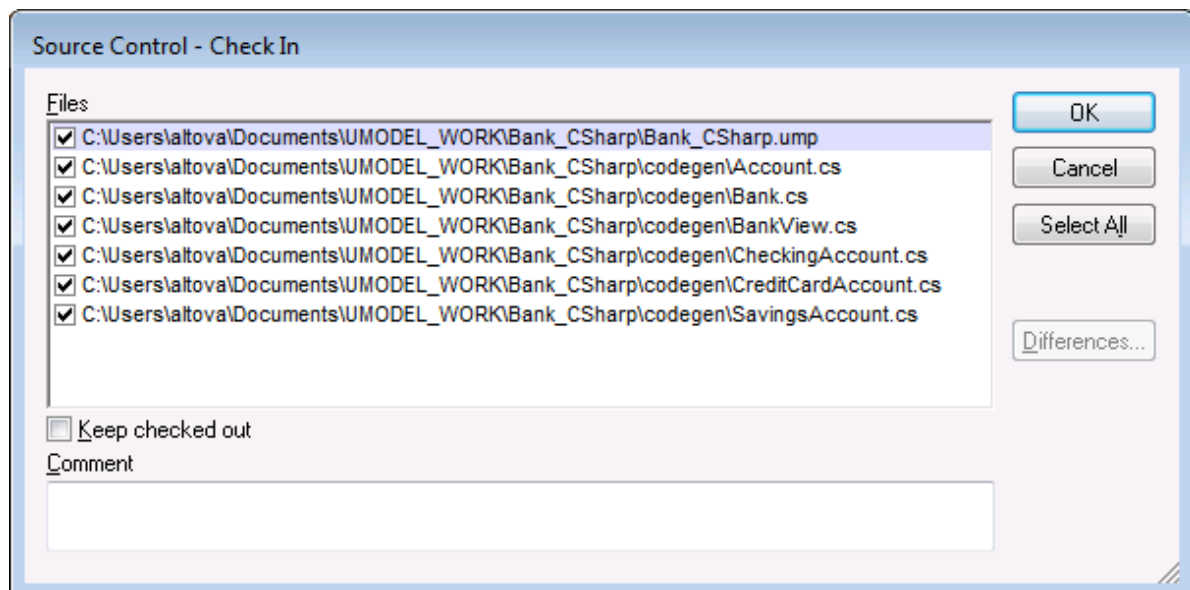 Source Control - Check In
Files
C:\Users\altova\Documents\UMODEL_WORK\Bank_CSharp\Bank_CSharp.ump
C:\Users\altova\Documents\UMODEL_WORK\Bank_CSharp\codegen\Account.cs
C:\Users\altova\Documents\UMODEL_WORK\Bank_CSharp\codegen\Bank.cs
C:\Users\altova\Documents\UMODEL_WORK\Bank_CSharp\codegen\BankView.cs
C:\Users\altova\Documents\UMODEL_WORK\Bank_CSharp\codegen\CheckingAccount.cs
C:\Users\altova\Documents\UMODEL_WORK\Bank_CSharp\codegen\CreditCardAccount.cs
C:\Users\altova\Documents\UMODEL_WORK\Bank_CSharp\codegen\SavingsAccount.cs
Keep checked out
Comment
OK
Cancel
Select All
Differences...